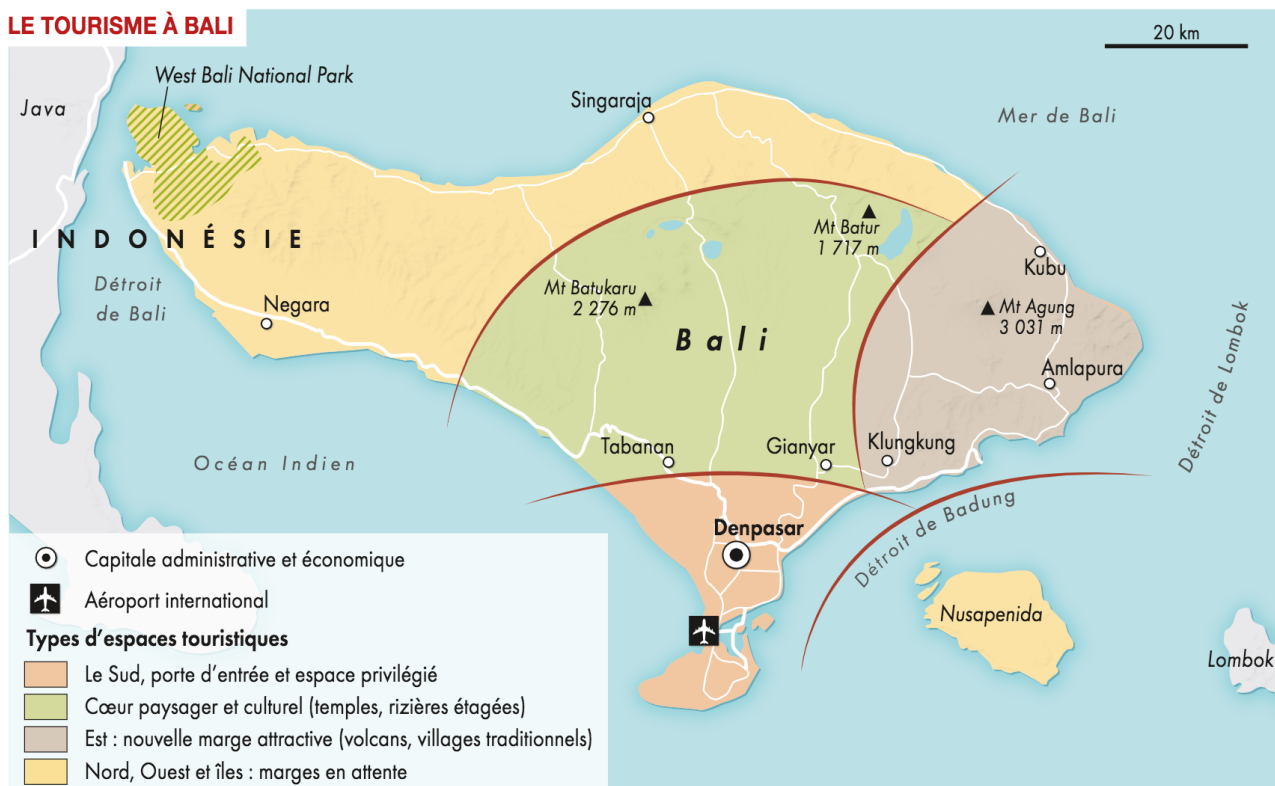 LE TOURISME À BALI
20 km
West Bali National Park
Java
Singaraja
Mer de Bali
INDONÉSIE
Mt Batur
1 717 m
Kubu
Détroit
de Bali
Mt Batukaru
2 276 m
Negara
Mt Agung
3 031 m
Bali
Amlapura
Détroit de Lombok
Océan Indien
Tabanan
Gianyar
Klungkung
Denpasar
Détroit de Badung
Nusapenida
Lombok
Capitale administrative et économique
Aéroport international
Types d'espaces touristiques
Le Sud, porte d'entrée et espace privilégié
Cœur paysager et culturel (temples, rizières étagées)
Est : nouvelle marge attractive (volcans, villages traditionnels)
Nord, Ouest et îles : marges en attente